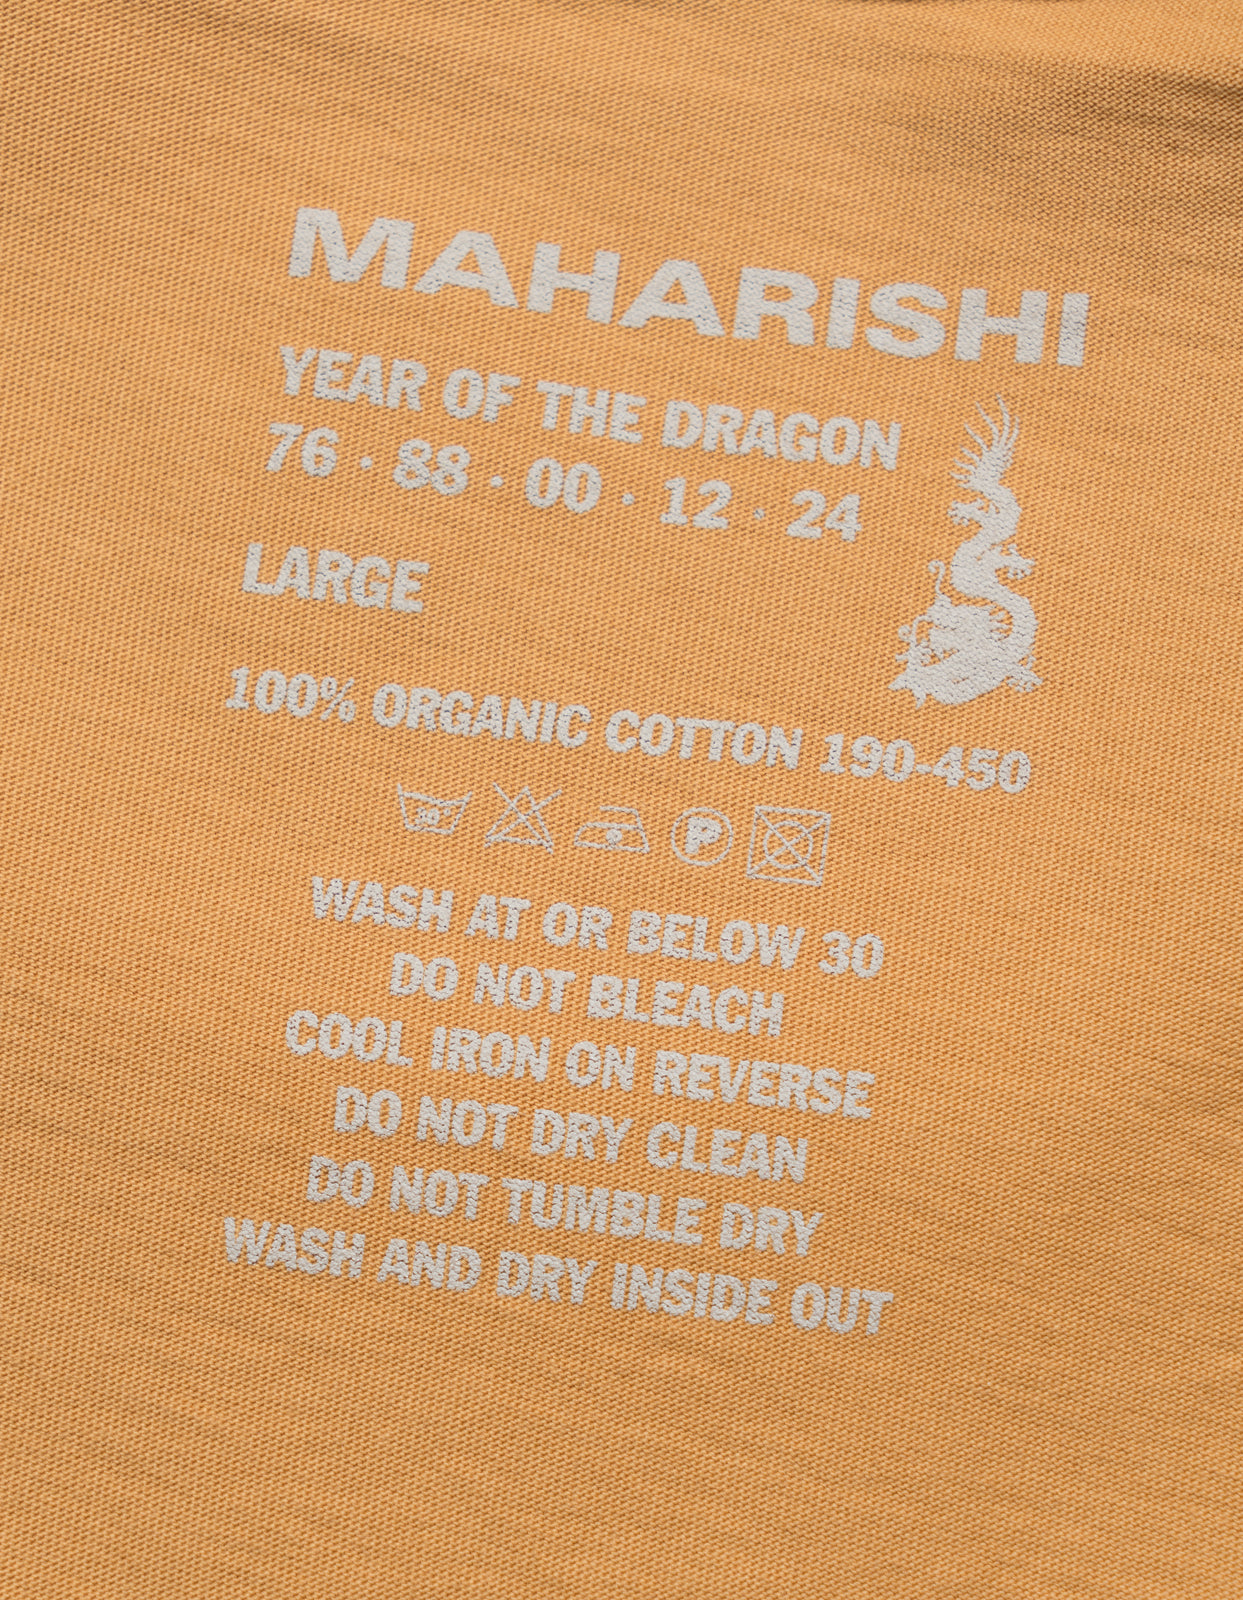 MAHARISHI
YEAR OF THE DRAGON
76 · 88 · 00 · 12 · 24
LARGE
100% ORGANIC COTTON 190-450
30° P
WASH AT OR BELOW 30
DO NOT BLEACH
COOL IRON ON REVERSE
DO NOT DRY CLEAN
DO NOT TUMBLE DRY
WASH AND DRY INSIDE OUT